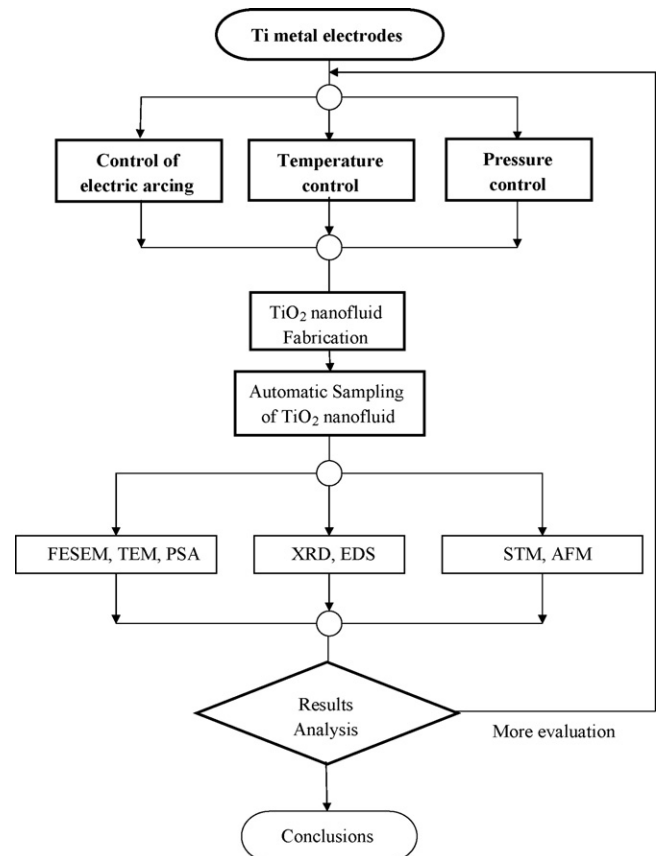 Ti metal electrodes
Control of
electric arcing
Temperature
control
Pressure
control
TiO₂ nanofluid
Fabrication
Automatic Sampling
of TiO₂ nanofluid
FESEM, TEM, PSA
XRD, EDS
STM, AFM
Results
Analysis
More evaluation
Conclusions